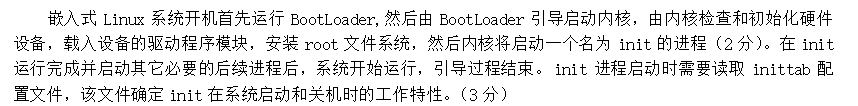 嵌入式 Linux 系统开机首先运行 BootLoader,然后由 BootLoader 引导启动内核，由内核检查和初始化硬件
设备，载入设备的驱动程序模块，安装 root 文件系统，然后内核将启动一个名为 init 的进程（2 分）。在 init
运行完成并启动其它必要的后续进程后，系统开始运行，引导过程结束。 init 进程启动时需要读取 inittab 配
置文件，该文件确定 init 在系统启动和关机时的工作特性。（3 分）